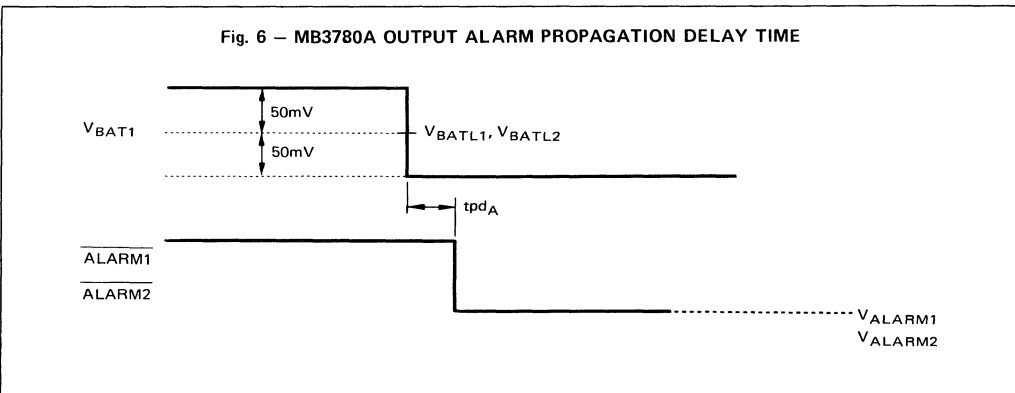 Fig. 6 — MB3780A OUTPUT ALARM PROPAGATION DELAY TIME
50mV
VBAT1
VBATL1, VBATL2
50mV
tpdA
ALARM1
ALARM2
VALARM1
VALARM2